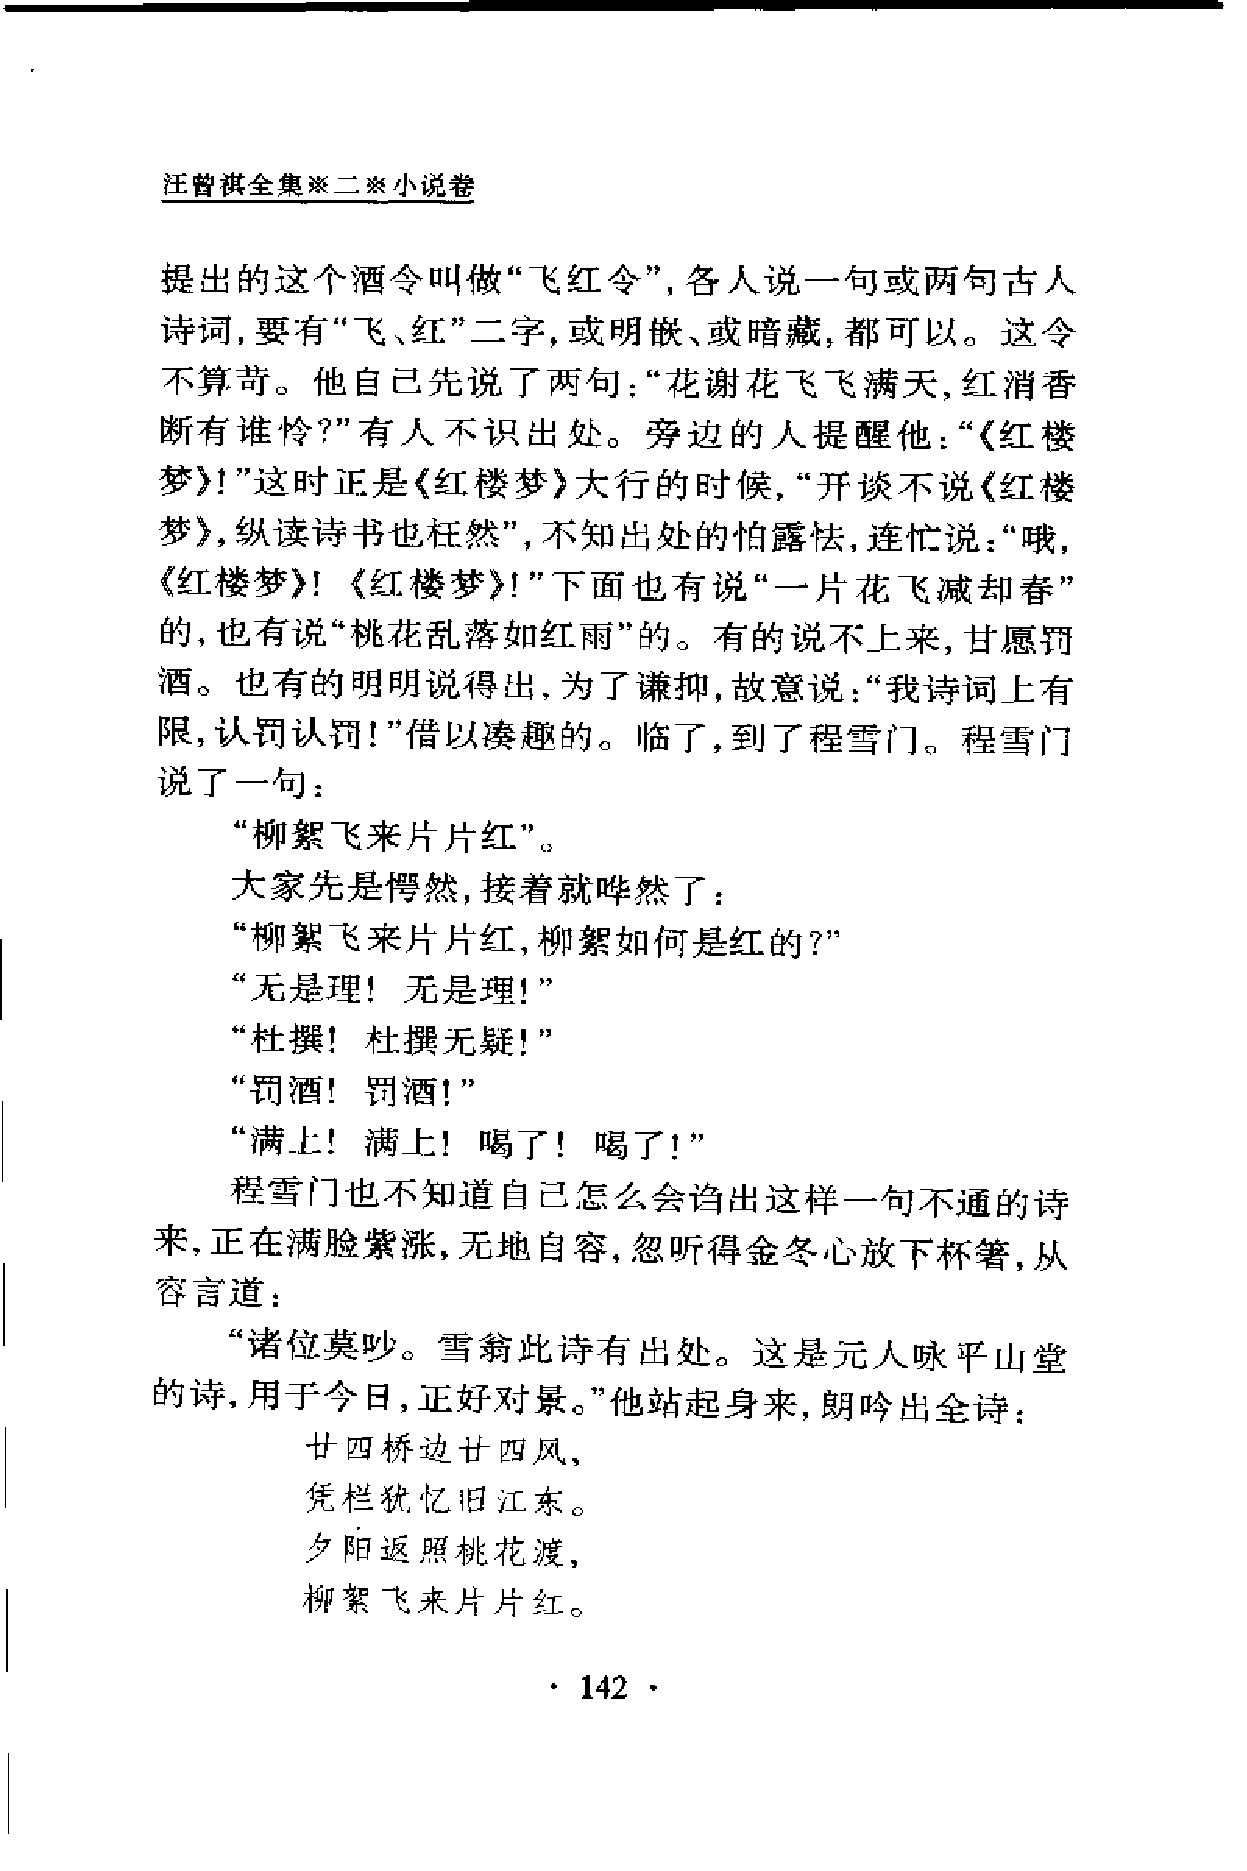 汪曾祺全集※二※小说卷
提出的这个酒令叫做“飞红令”，各人说一句或两句古人
诗词，要有“飞、红”二字，或明嵌、或暗藏，都可以。这令
不算苛。他自己先说了两句：“花谢花飞飞满天，红消香
断有谁怜？”有人不识出处。旁边的人提醒他：“《红楼
梦》！”这时正是《红楼梦》大行的时候，“开谈不说《红楼
梦》，纵读诗书也枉然”，不知出处的怕露怯，连忙说：“哦，
《红楼梦》！《红楼梦》！”下面也有说“一片花飞减却春”
的，也有说“桃花乱落如红雨”的。有的说不上来，甘愿罚
酒。也有的明明说得出，为了谦抑，故意说：“我诗词上有
限，认罚认罚！”借以凑趣的。临了，到了程雪门。程雪门
说了一句：
“柳絮飞来片片红”。
大家先是愕然，接着就哗然了：
“柳絮飞来片片红，柳絮如何是红的？”
“无是理！无是理！”
“杜撰！杜撰无疑！”
“罚酒！罚酒！”
“满上！满上！喝了！喝了！”
程雪门也不知道自己怎么会诌出这样一句不通的诗
来，正在满脸紫涨，无地自容，忽听得金冬心放下杯箸，从
容言道：
“诸位莫吵。雪翁此诗有出处。这是元人咏平山堂
的诗，用于今日，正好对景。”他站起身来，朗吟出全诗：
廿四桥边廿四风，
凭栏犹忆旧江东。
夕阳返照桃花渡，
柳絮飞来片片红。
· 142 ·